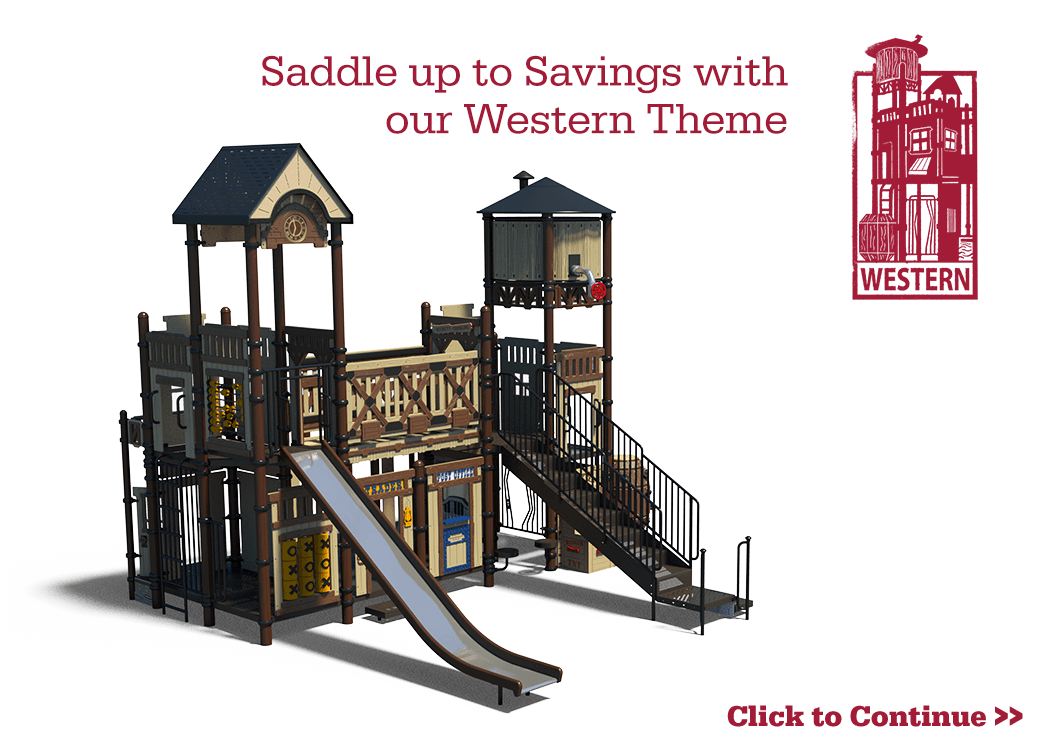 Saddle up to Savings with
our Western Theme
WESTERN
TRADER
POST OFFICE
Click to Continue >>